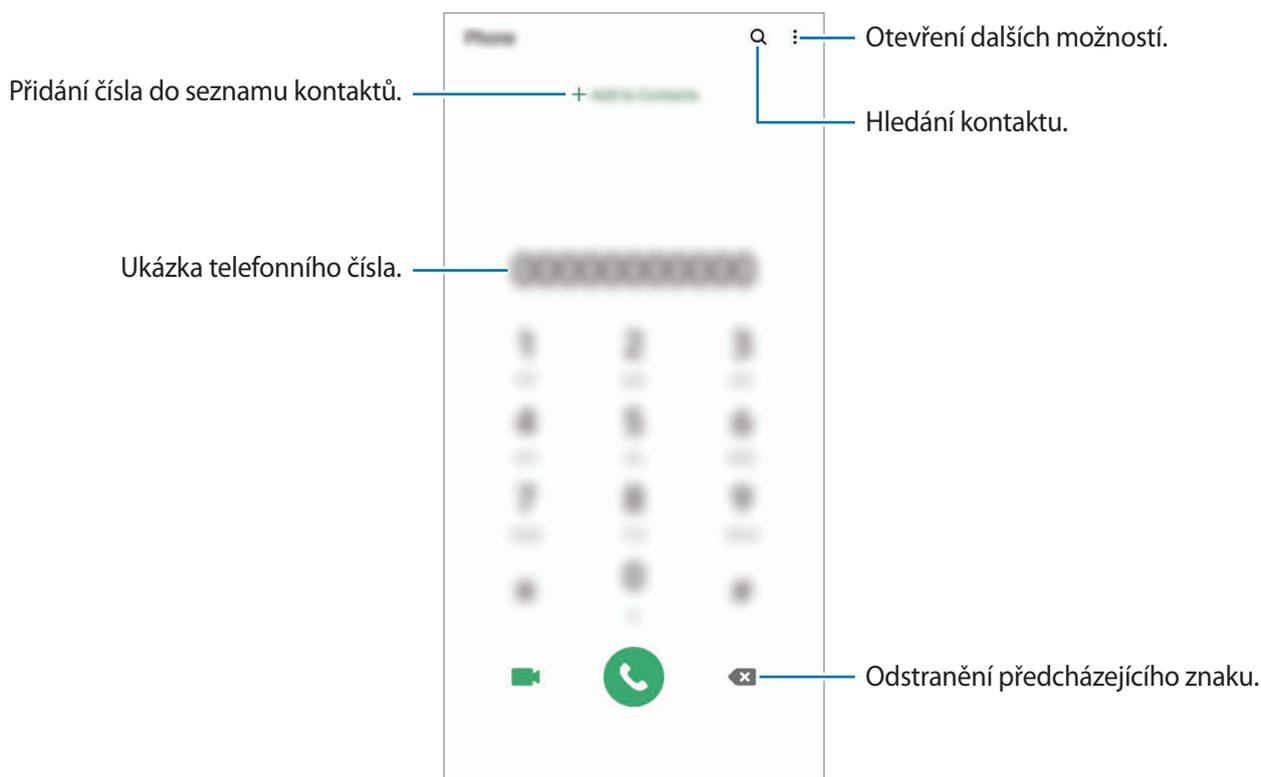 Phone
Otevření dalších možností.
Přidání čísla do seznamu kontaktů.
+ Add to Contacts
Hledání kontaktu.
Ukázka telefonního čísla.
1 2 3
4 5 6
7 8 9
0 #
Odstranění předcházejícího znaku.